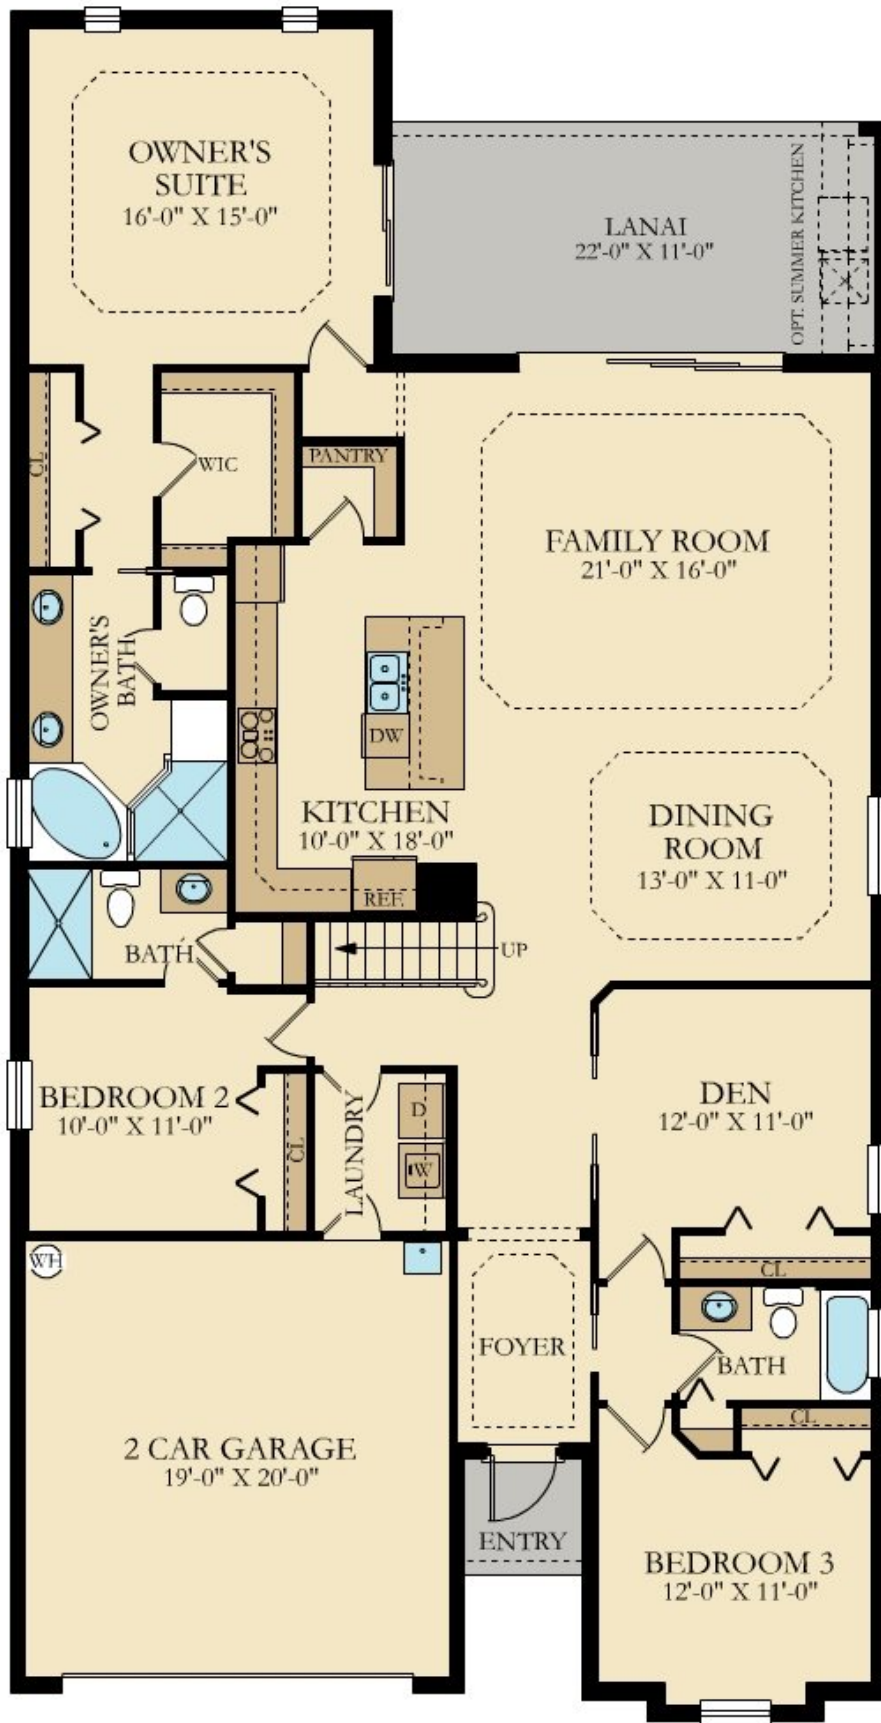 OWNER'S
SUITE
16'-0" X 15'-0"
LANAI
22'-0" X 11'-0"
OPT. SUMMER KITCHEN
CL
WIC
PANTRY
FAMILY ROOM
21'-0" X 16'-0"
OWNER'S
BATH
DW
KITCHEN
10'-0" X 18'-0"
DINING
ROOM
13'-0" X 11-0"
REF.
BATH
UP
BEDROOM 2
10'-0" X 11'-0"
CL
LAUNDRY
D
W
DEN
12'-0" X 11'-0"
CL
WH
FOYER
BATH
CL
2 CAR GARAGE
19'-0" X 20'-0"
ENTRY
BEDROOM 3
12'-0" X 11'-0"